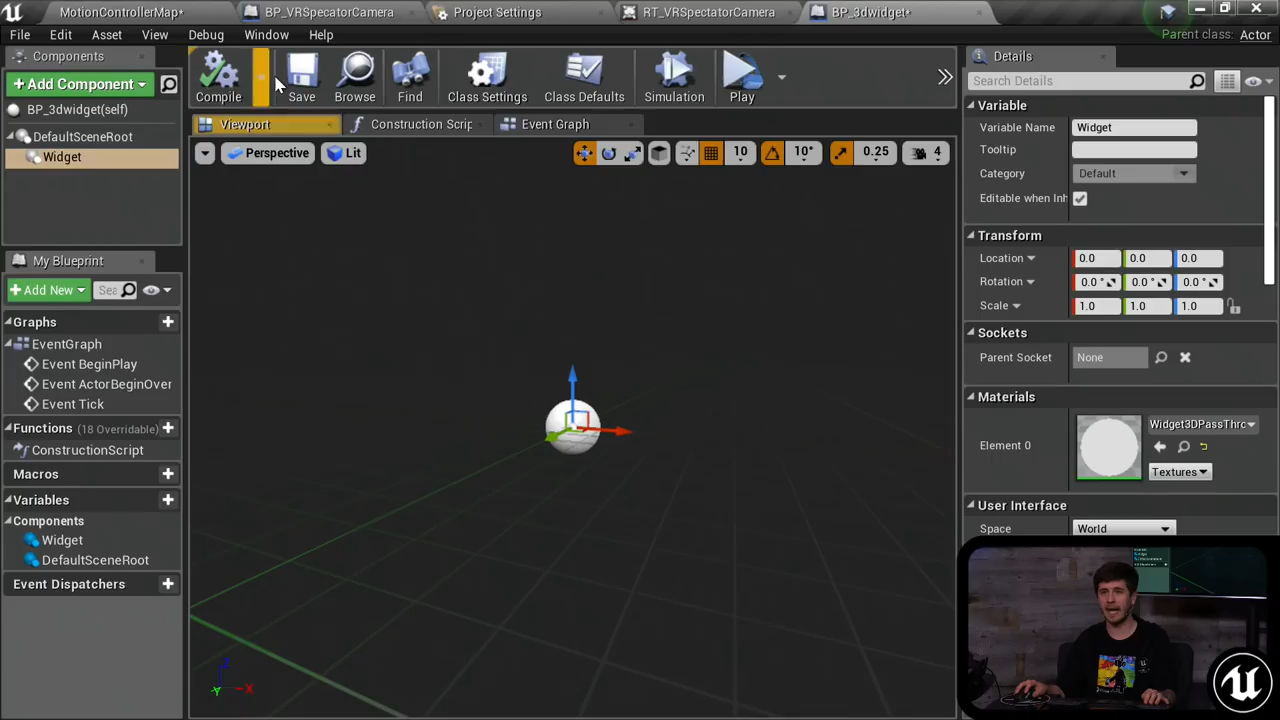 MotionControllerMap*
BP_VRSpecatorCamera
Project Settings
RT_VRSpectatorCamera
BP_3dwidget*
File Edit Asset View Debug Window Help
Parent class: Actor
Components
+ Add Component
BP_3dwidget(self)
DefaultSceneRoot
Widget
My Blueprint
+ Add New
Sea
Graphs
EventGraph
Event BeginPlay
Event ActorBeginOver
Event Tick
Functions (18 Overridable)
ConstructionScript
Macros
Variables
Components
Widget
DefaultSceneRoot
Event Dispatchers
Compile
Save
Browse
Find
Class Settings
Class Defaults
Simulation
Play
Viewport
Construction Scrip
Event Graph
Perspective
Lit
10
10°
0.25
4
Z
X
Y
Details
Search Details
Variable
Variable Name Widget
Tooltip
Category Default
Editable when Inh
Transform
Location 0.0 0.0 0.0
Rotation 0.0 ° 0.0 ° 0.0 °
Scale 1.0 1.0 1.0
Sockets
Parent Socket None
Materials
Element 0
Widget3DPassThro
Textures
User Interface
Space World